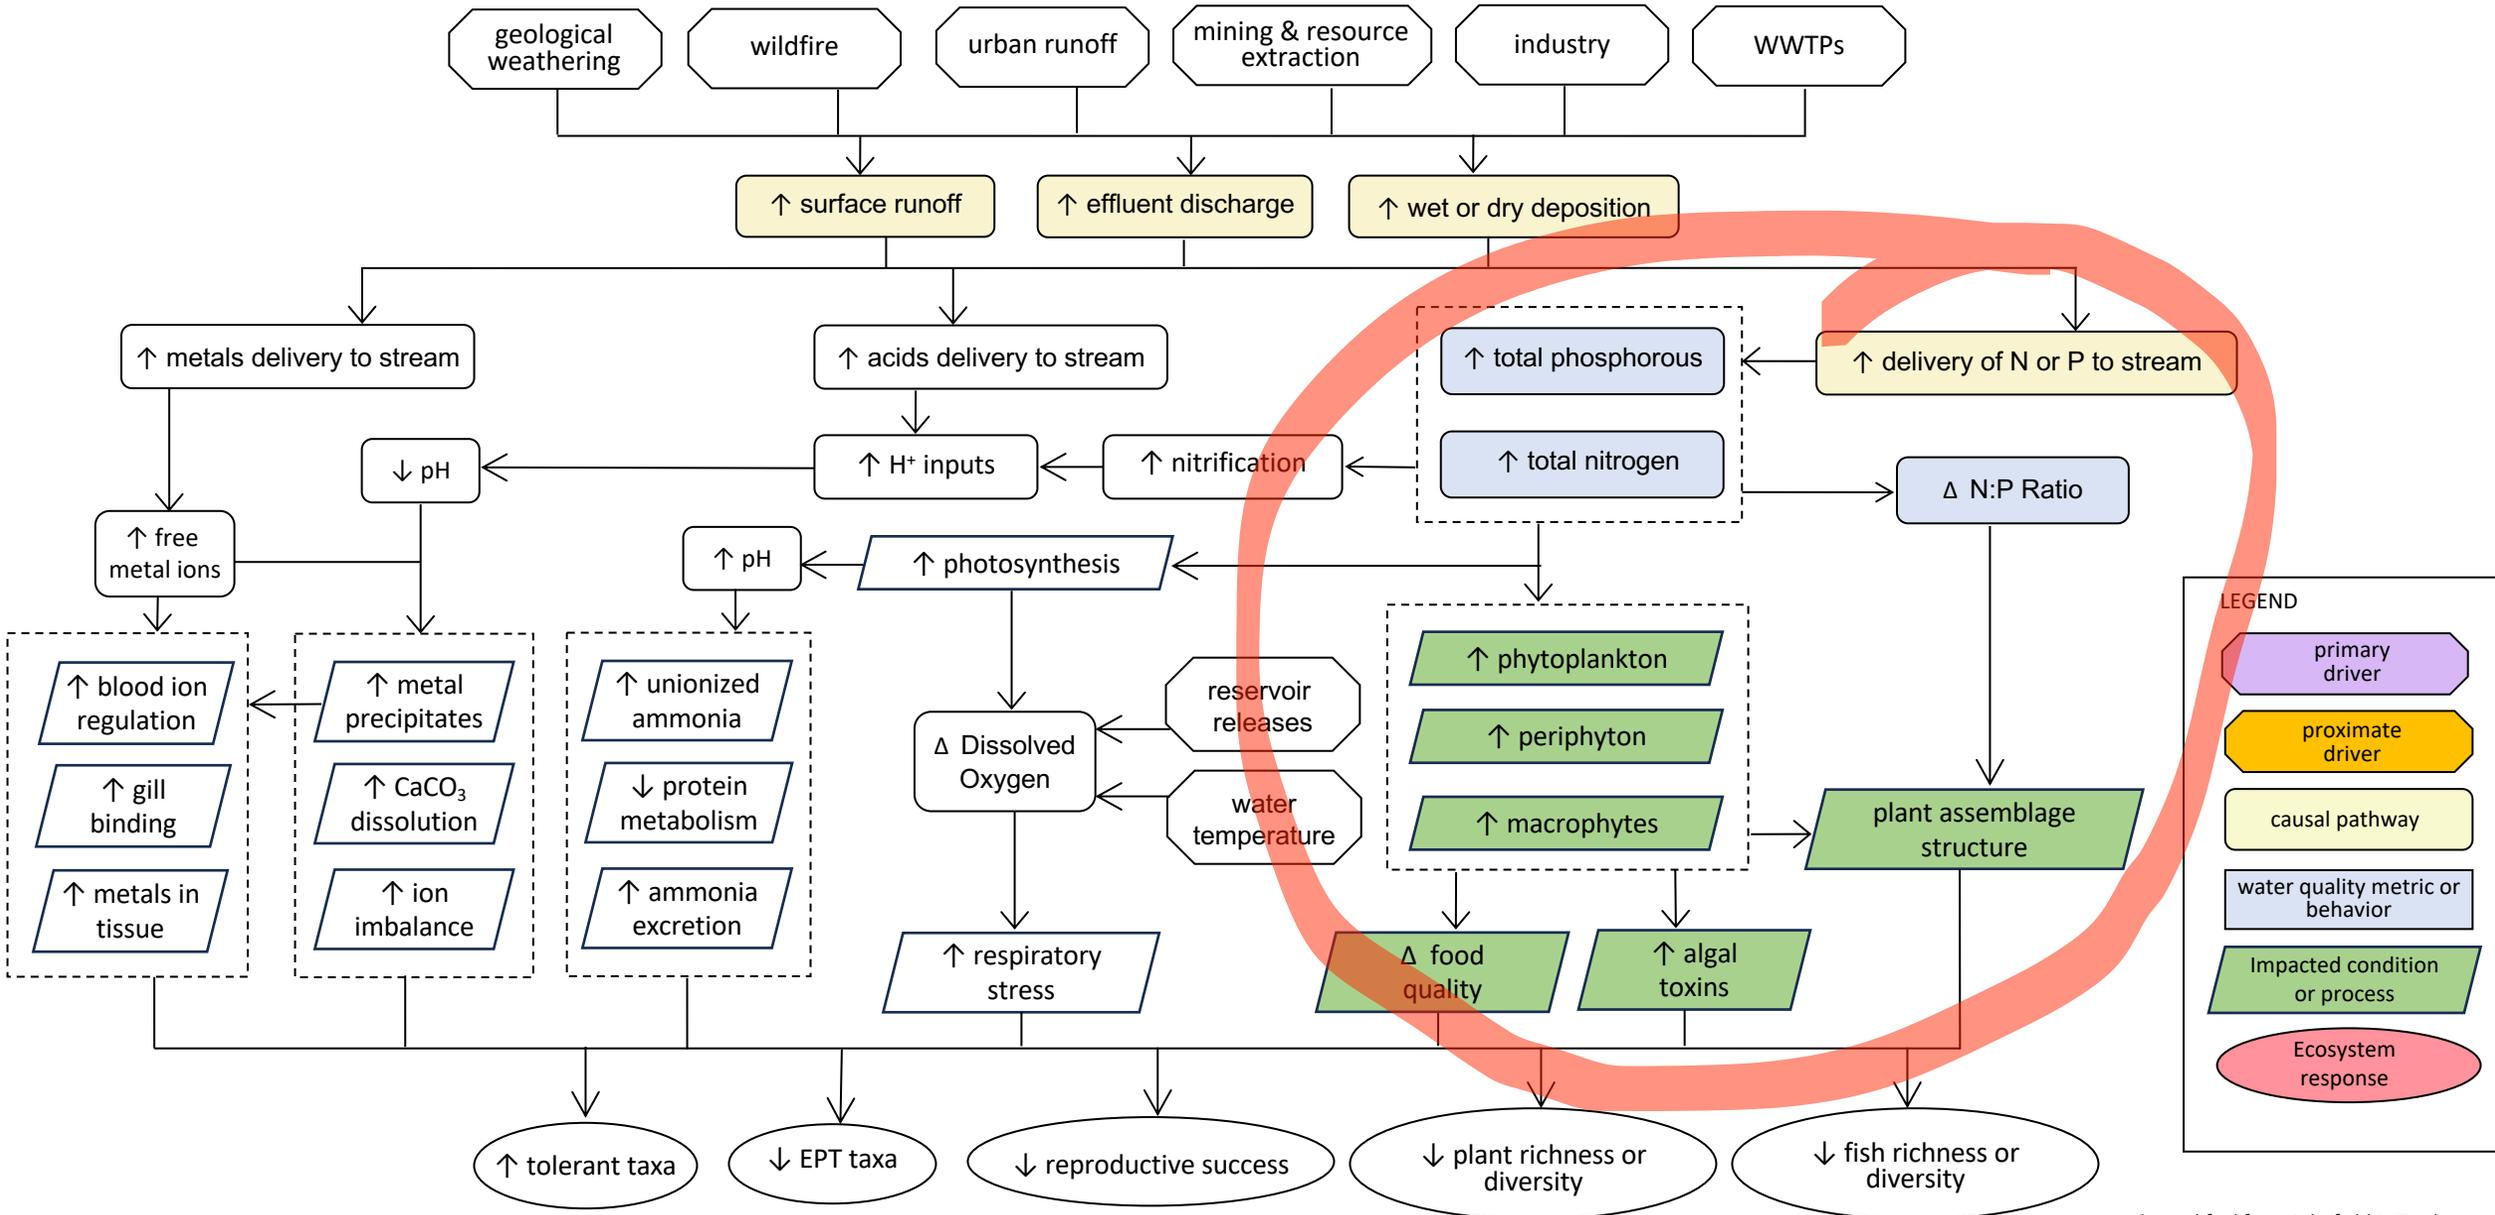 geological
weathering
wildfire
urban runoff
mining & resource
extraction
industry
WWTPs
↑ surface runoff
↑ effluent discharge
↑ wet or dry deposition
↑ metals delivery to stream
↑ acids delivery to stream
↑ total phosphorous
↑ delivery of N or P to stream
↓ pH
↑ H⁺ inputs
↑ nitrification
↑ total nitrogen
Δ N:P Ratio
↑ free
metal ions
↑ pH
↑ photosynthesis
↑ blood ion
regulation
↑ gill
binding
↑ metals in
tissue
↑ metal
precipitates
↑ CaCO₃
dissolution
↑ ion
imbalance
↑ unionized
ammonia
↓ protein
metabolism
↑ ammonia
excretion
Δ Dissolved
Oxygen
reservoir
releases
water
temperature
↑ respiratory
stress
↑ phytoplankton
↑ periphyton
↑ macrophytes
plant assemblage
structure
Δ food
quality
↑ algal
toxins
↑ tolerant taxa
↓ EPT taxa
↓ reproductive success
↓ plant richness or
diversity
↓ fish richness or
diversity
LEGEND
primary
driver
proximate
driver
causal pathway
water quality metric or
behavior
Impacted condition
or process
Ecosystem
response